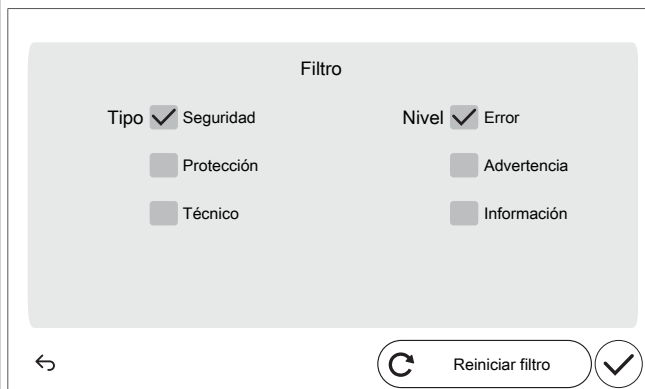 Filtro
Tipo Seguridad Nivel Error
Protección Advertencia
Técnico Información
Reiniciar filtro